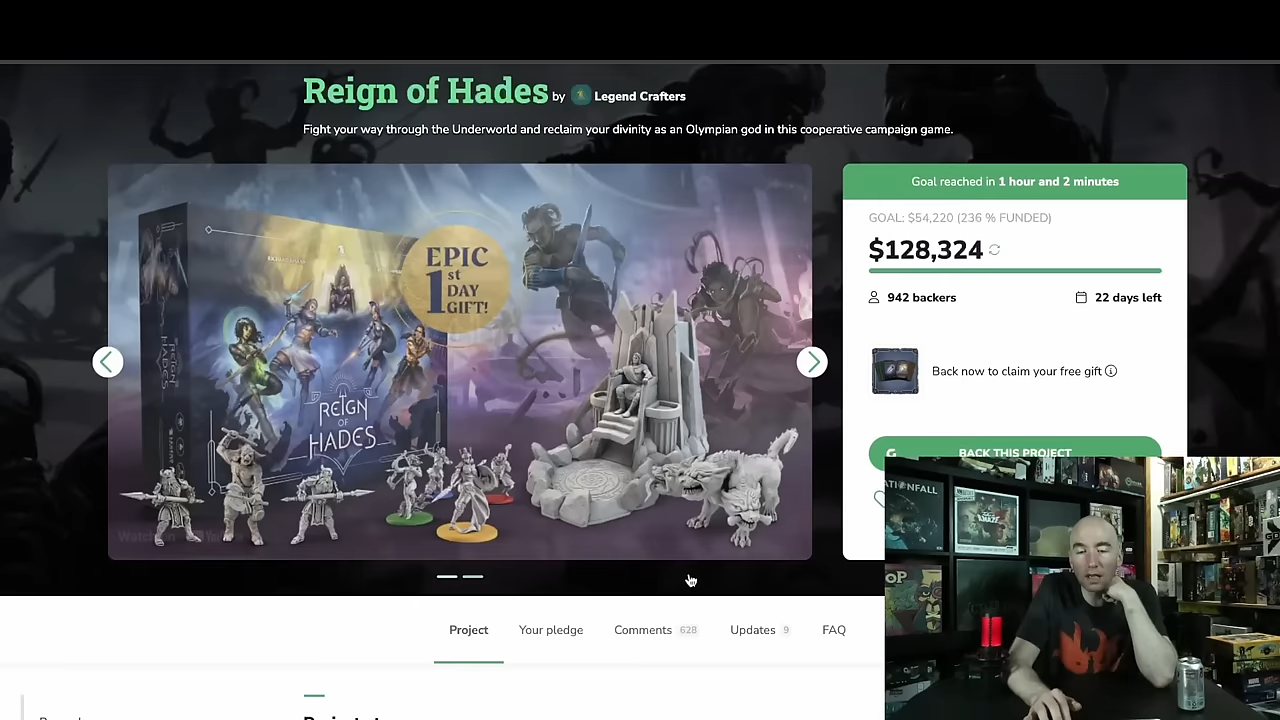 Reign of Hades by Legend Crafters
Fight your way through the Underworld and reclaim your divinity as an Olympian god in this cooperative campaign game.
Goal reached in 1 hour and 2 minutes
GOAL: $54,220 (236 % FUNDED)
$128,324
942 backers
22 days left
Back now to claim your free gift
BACK THIS PROJECT
EPIC
1st
DAY
GIFT!
REIGN
OF
HADES
REIGN OF HADES
Project
Your pledge
Comments 628
Updates 9
FAQ